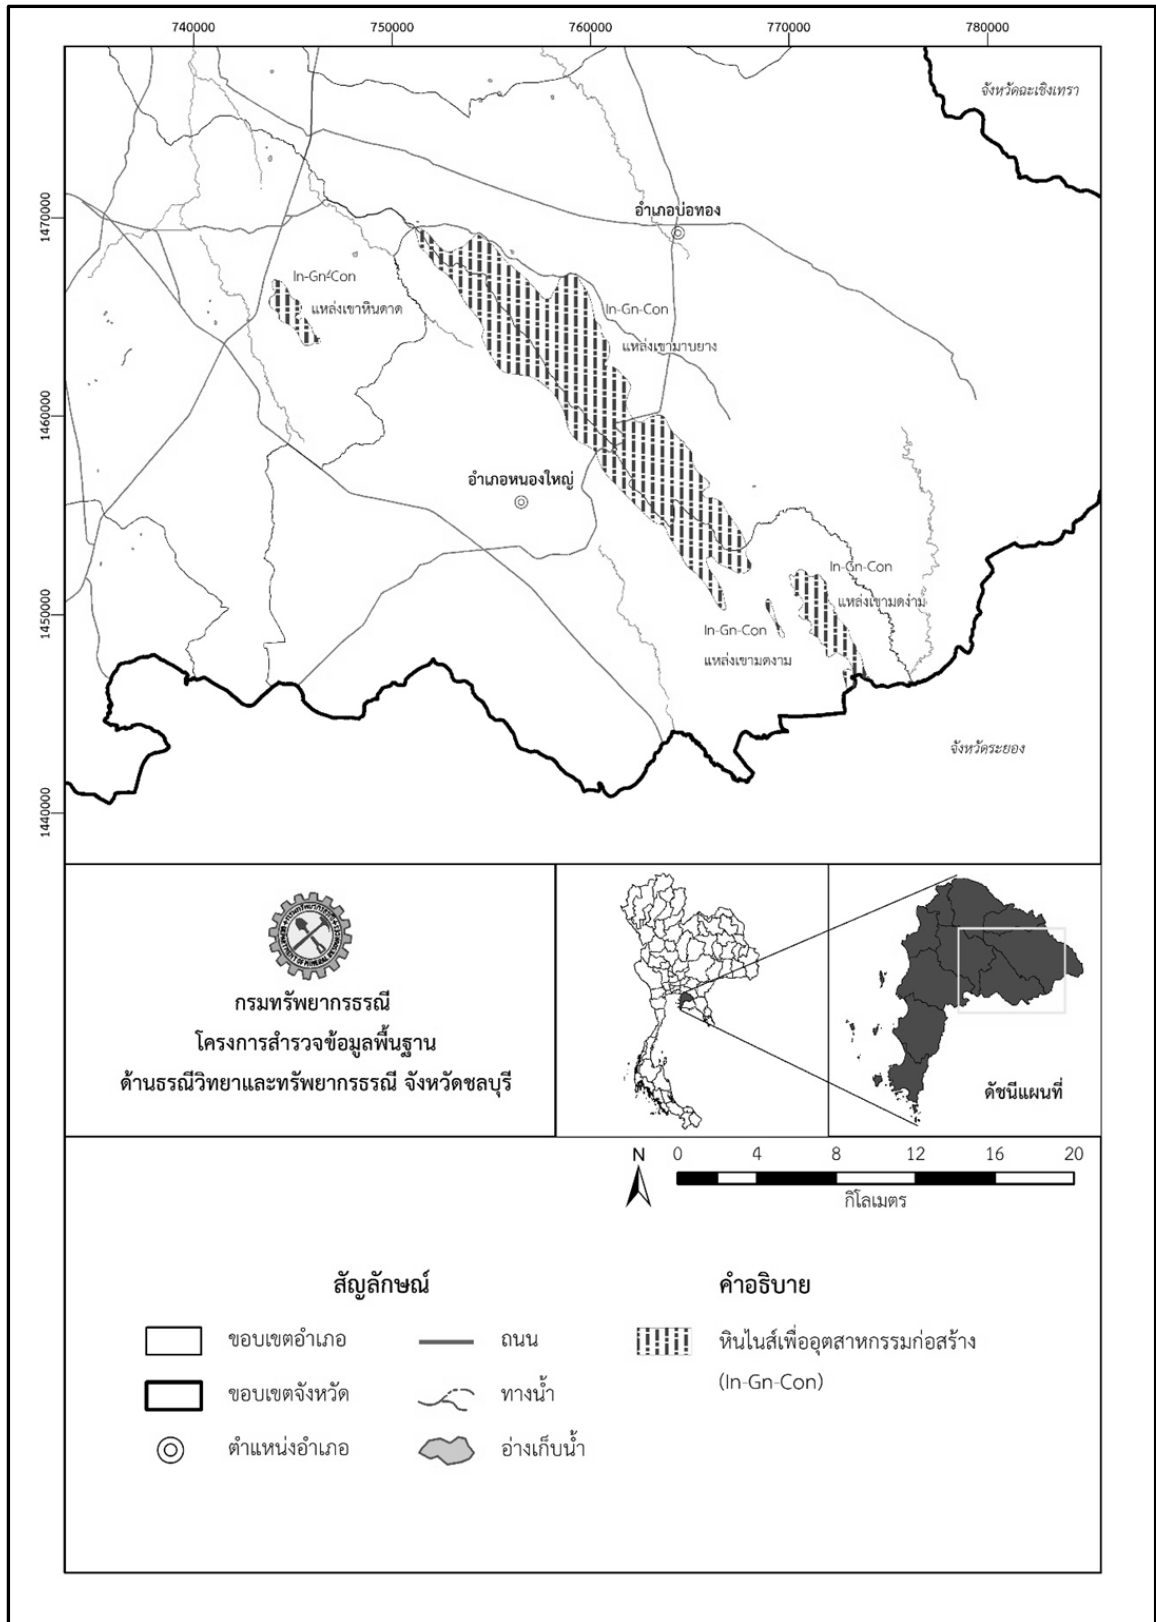 740000 750000 760000 770000 780000
จังหวัดฉะเชิงเทรา
1470000
อำเภอบ่อทอง
In-Gn-Con
แหล่งเขาหินดาด
In-Gn-Con
แหล่งเขามาบยาง
1460000
อำเภอหนองใหญ่
In-Gn-Con
แหล่งเขามดง่าม
1450000
In-Gn-Con
แหล่งเขามดงาม
จังหวัดระยอง
1440000
กรมทรัพยากรธรณี
โครงการสำรวจข้อมูลพื้นฐาน
ด้านธรณีวิทยาและทรัพยากรธรณี จังหวัดชลบุรี
ดัชนีแผนที่
N
0 4 8 12 16 20
กิโลเมตร
สัญลักษณ์
คำอธิบาย
ขอบเขตอำเภอ
ถนน
หินไนส์เพื่ออุตสาหกรรมก่อสร้าง
(In-Gn-Con)
ขอบเขตจังหวัด
ทางน้ำ
ตำแหน่งอำเภอ
อ่างเก็บน้ำ